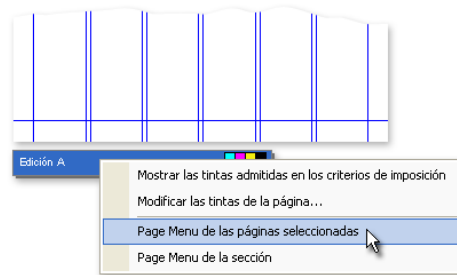 Edición A
Mostrar las tintas admitidas en los criterios de imposición
Modificar las tintas de la página...
Page Menu de las páginas seleccionadas
Page Menu de la sección